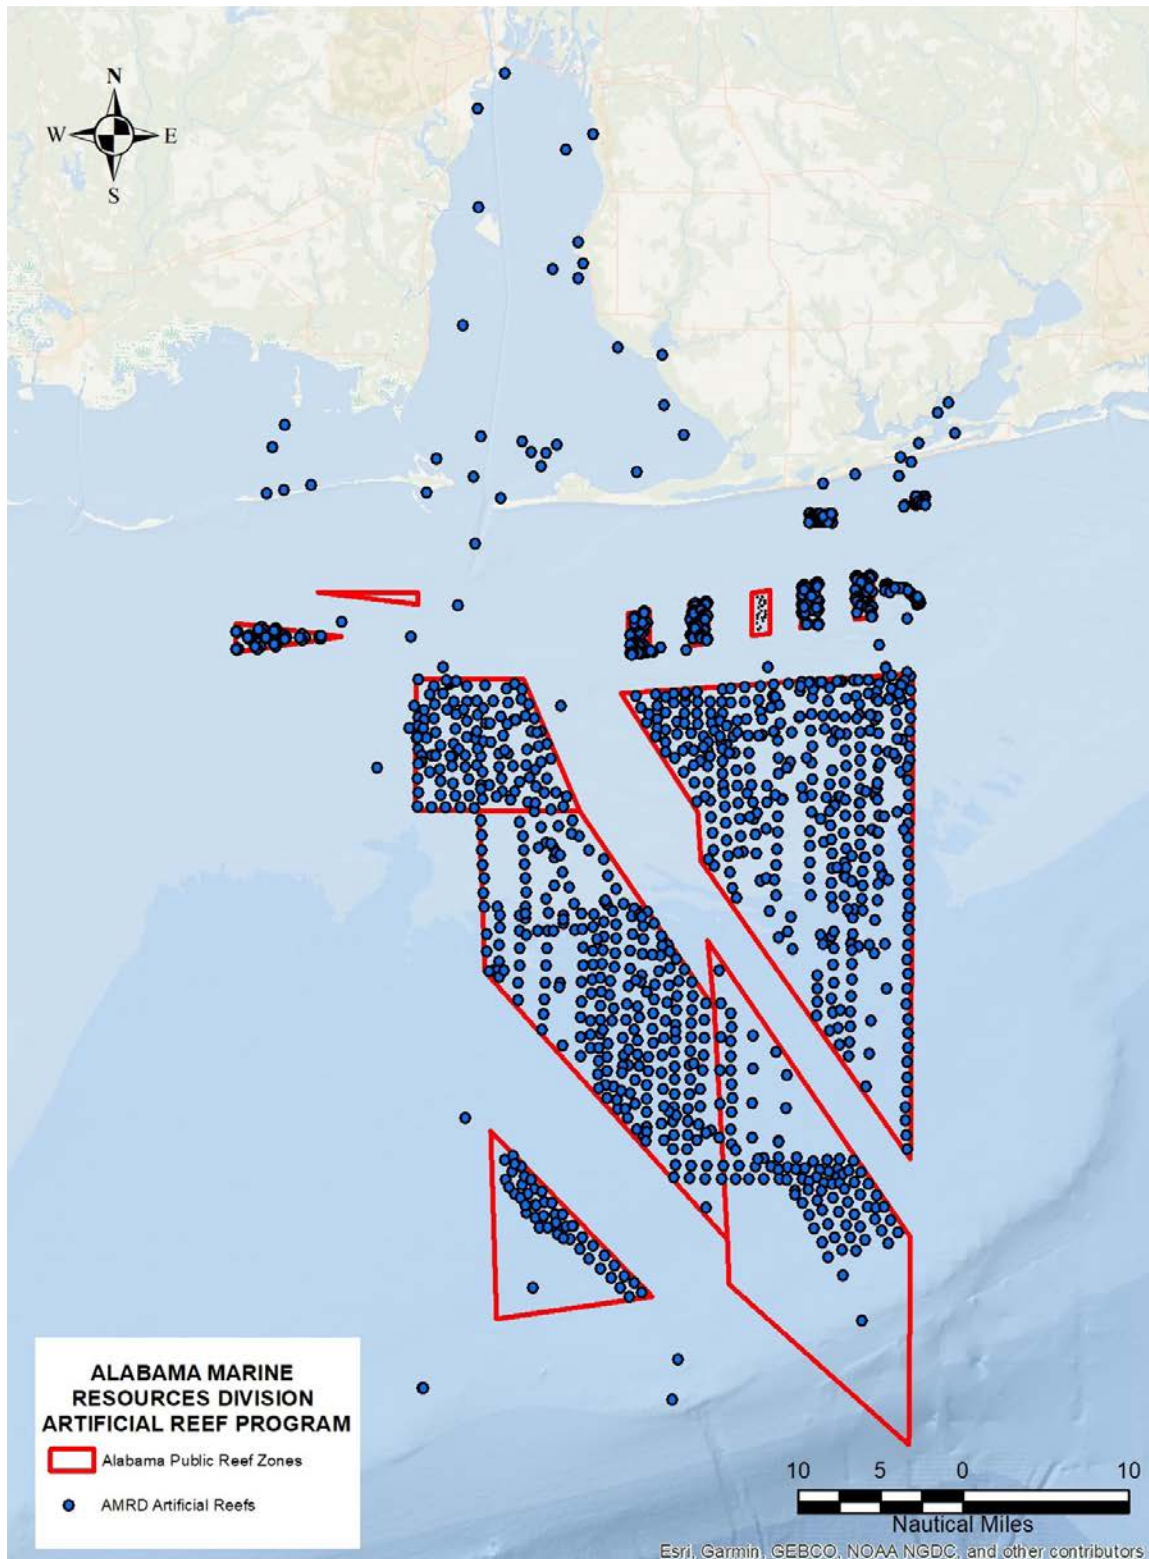 N
W E
S
ALABAMA MARINE
RESOURCES DIVISION
ARTIFICIAL REEF PROGRAM
Alabama Public Reef Zones
AMRD Artificial Reefs
10 5 0 10
Nautical Miles
Esri, Garmin, GEBCO, NOAA NGDC, and other contributors